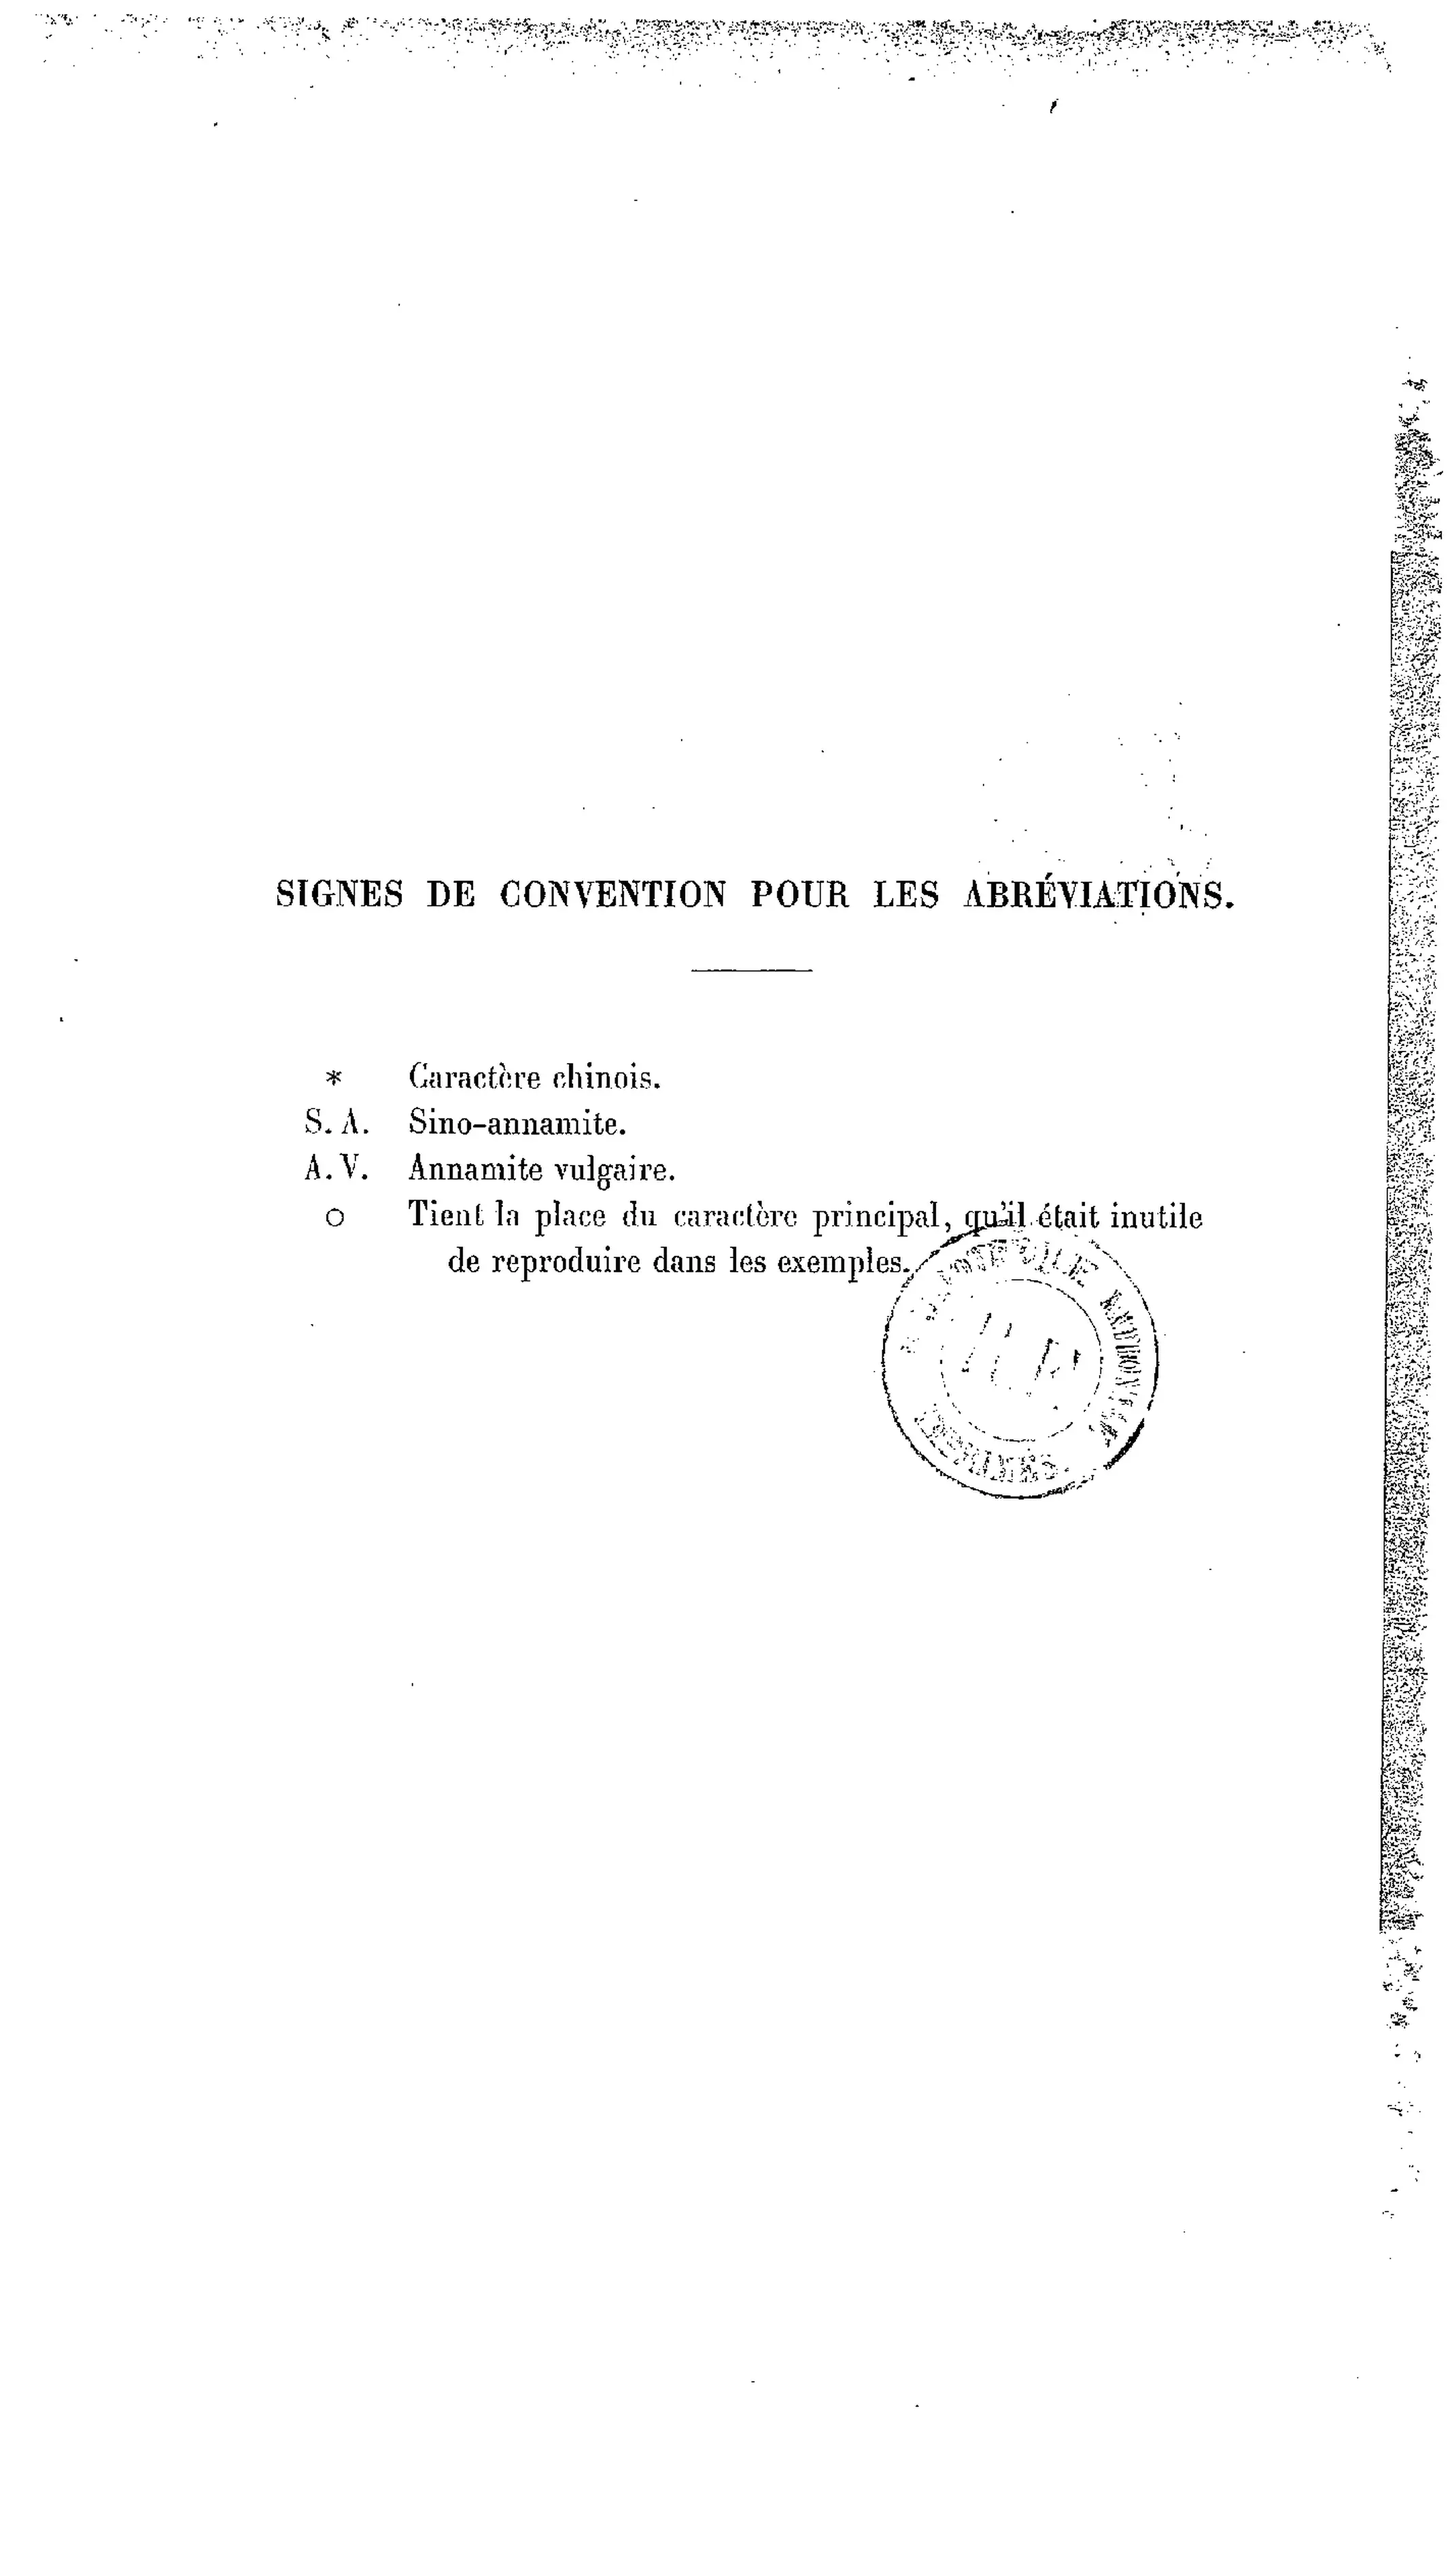 SIGNES DE CONVENTION POUR LES ABRÉVIATIONS.
* Caractère chinois.
S. A. Sino-annamite.
A. V. Annamite vulgaire.
○ Tient la place du caractère principal, qu'il était inutile
de reproduire dans les exemples.